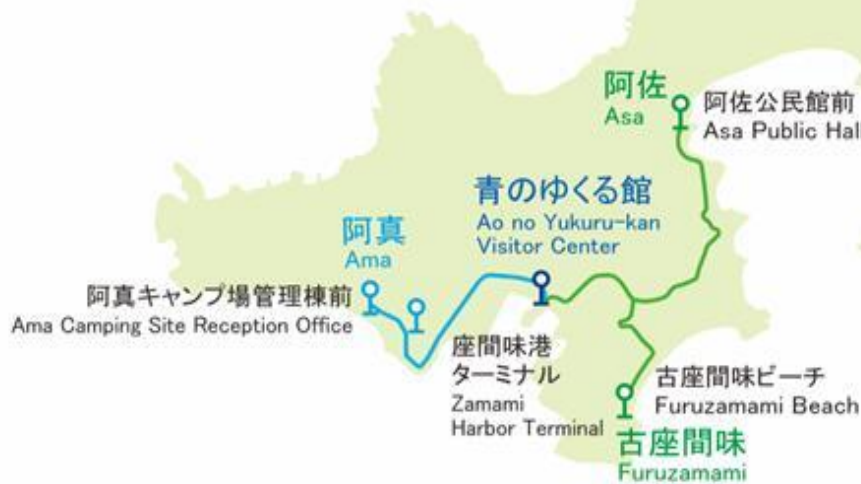 阿佐
Asa
阿佐公民館前
Asa Public Hall
青のゆくる館
Ao no Yukuru-kan
Visitor Center
阿真
Ama
阿真キャンプ場管理棟前
Ama Camping Site Reception Office
座間味港
ターミナル
Zamami
Harbor Terminal
古座間味ビーチ
Furuzamami Beach
古座間味
Furuzamami